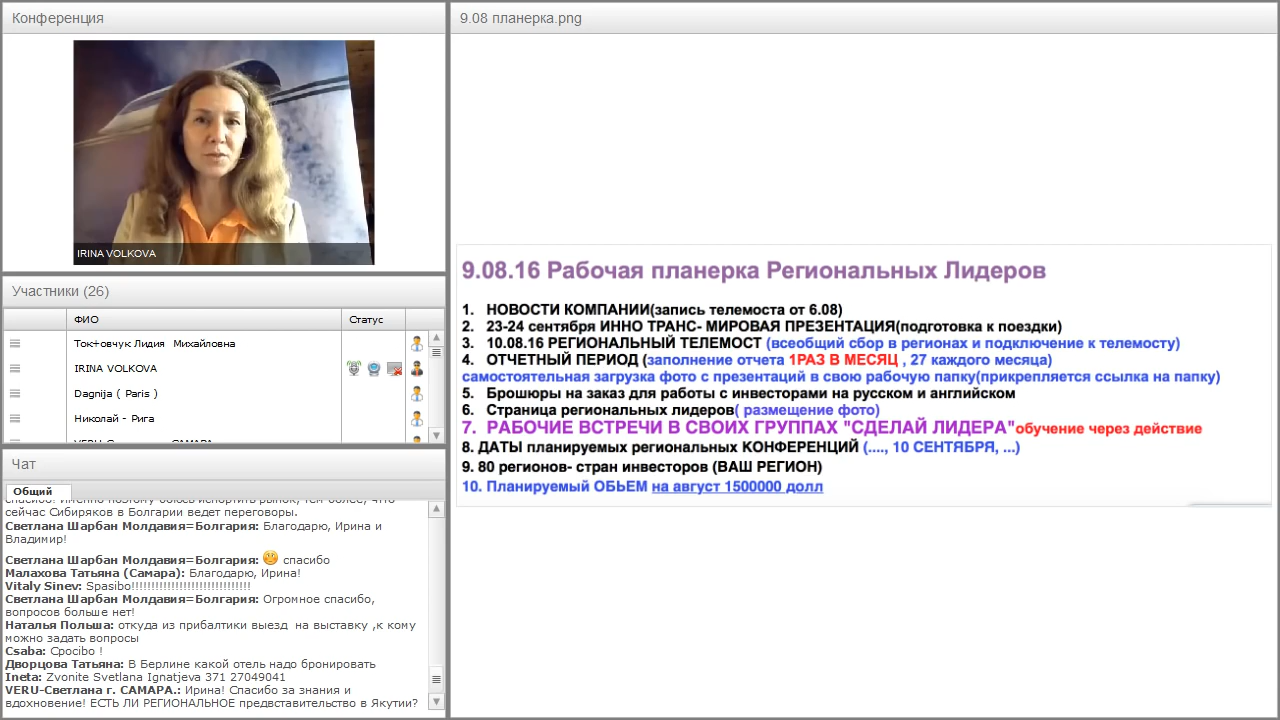 Конференция
IRINA VOLKOVA
Участники (26)
ФИО
Статус
Ток+овчук Лидия Михайловна
IRINA VOLKOVA
Dagnija ( Paris )
Николай - Рига
Чат
Общий
сейчас Сибиряков в Болгарии ведет переговоры.
Светлана Шарбан Молдавия=Болгария: Благодарю, Ирина и
Владимир!
Светлана Шарбан Молдавия=Болгария: спасибо
Малахова Татьяна (Самара): Благодарю, Ирина!
Vitaly Sinev: Spasibo!!!!!!!!!!!!!!!!!!!!!!!!!!!!!!
Светлана Шарбан Молдавия=Болгария: Огромное спасибо,
вопросов больше нет!
Наталья Польша: откуда из прибалтики выезд на выставку ,к кому
можно задать вопросы
Csaba: Cpocibo !
Дворцова Татьяна: В Берлине какой отель надо бронировать
Ineta: Zvonite Svetlana Ignatjeva 371 27049041
VERU-Светлана г. САМАРА.: Ирина! Спасибо за знания и
вдохновение! ЕСТЬ ЛИ РЕГИОНАЛЬНОЕ предвставительство в Якутии?
9.08 планерка.png
9.08.16 Рабочая планерка Региональных Лидеров
1. НОВОСТИ КОМПАНИИ(запись телемоста от 6.08)
2. 23-24 сентября ИННО ТРАНС- МИРОВАЯ ПРЕЗЕНТАЦИЯ(подготовка к поездки)
3. 10.08.16 РЕГИОНАЛЬНЫЙ ТЕЛЕМОСТ (всеобщий сбор в регионах и подключение к телемосту)
4. ОТЧЕТНЫЙ ПЕРИОД (заполнение отчета 1РАЗ В МЕСЯЦ , 27 каждого месяца)
самостоятельная загрузка фото с презентаций в свою рабочую папку(прикрепляется ссылка на папку)
5. Брошюры на заказ для работы с инвесторами на русском и английском
6. Страница региональных лидеров( размещение фото)
7. РАБОЧИЕ ВСТРЕЧИ В СВОИХ ГРУППАХ "СДЕЛАЙ ЛИДЕРА"обучение через действие
8. ДАТЫ планируемых региональных КОНФЕРЕНЦИЙ (...., 10 СЕНТЯБРЯ, ...)
9. 80 регионов- стран инвесторов (ВАШ РЕГИОН)
10. Планируемый ОБЬЕМ на август 1500000 долл